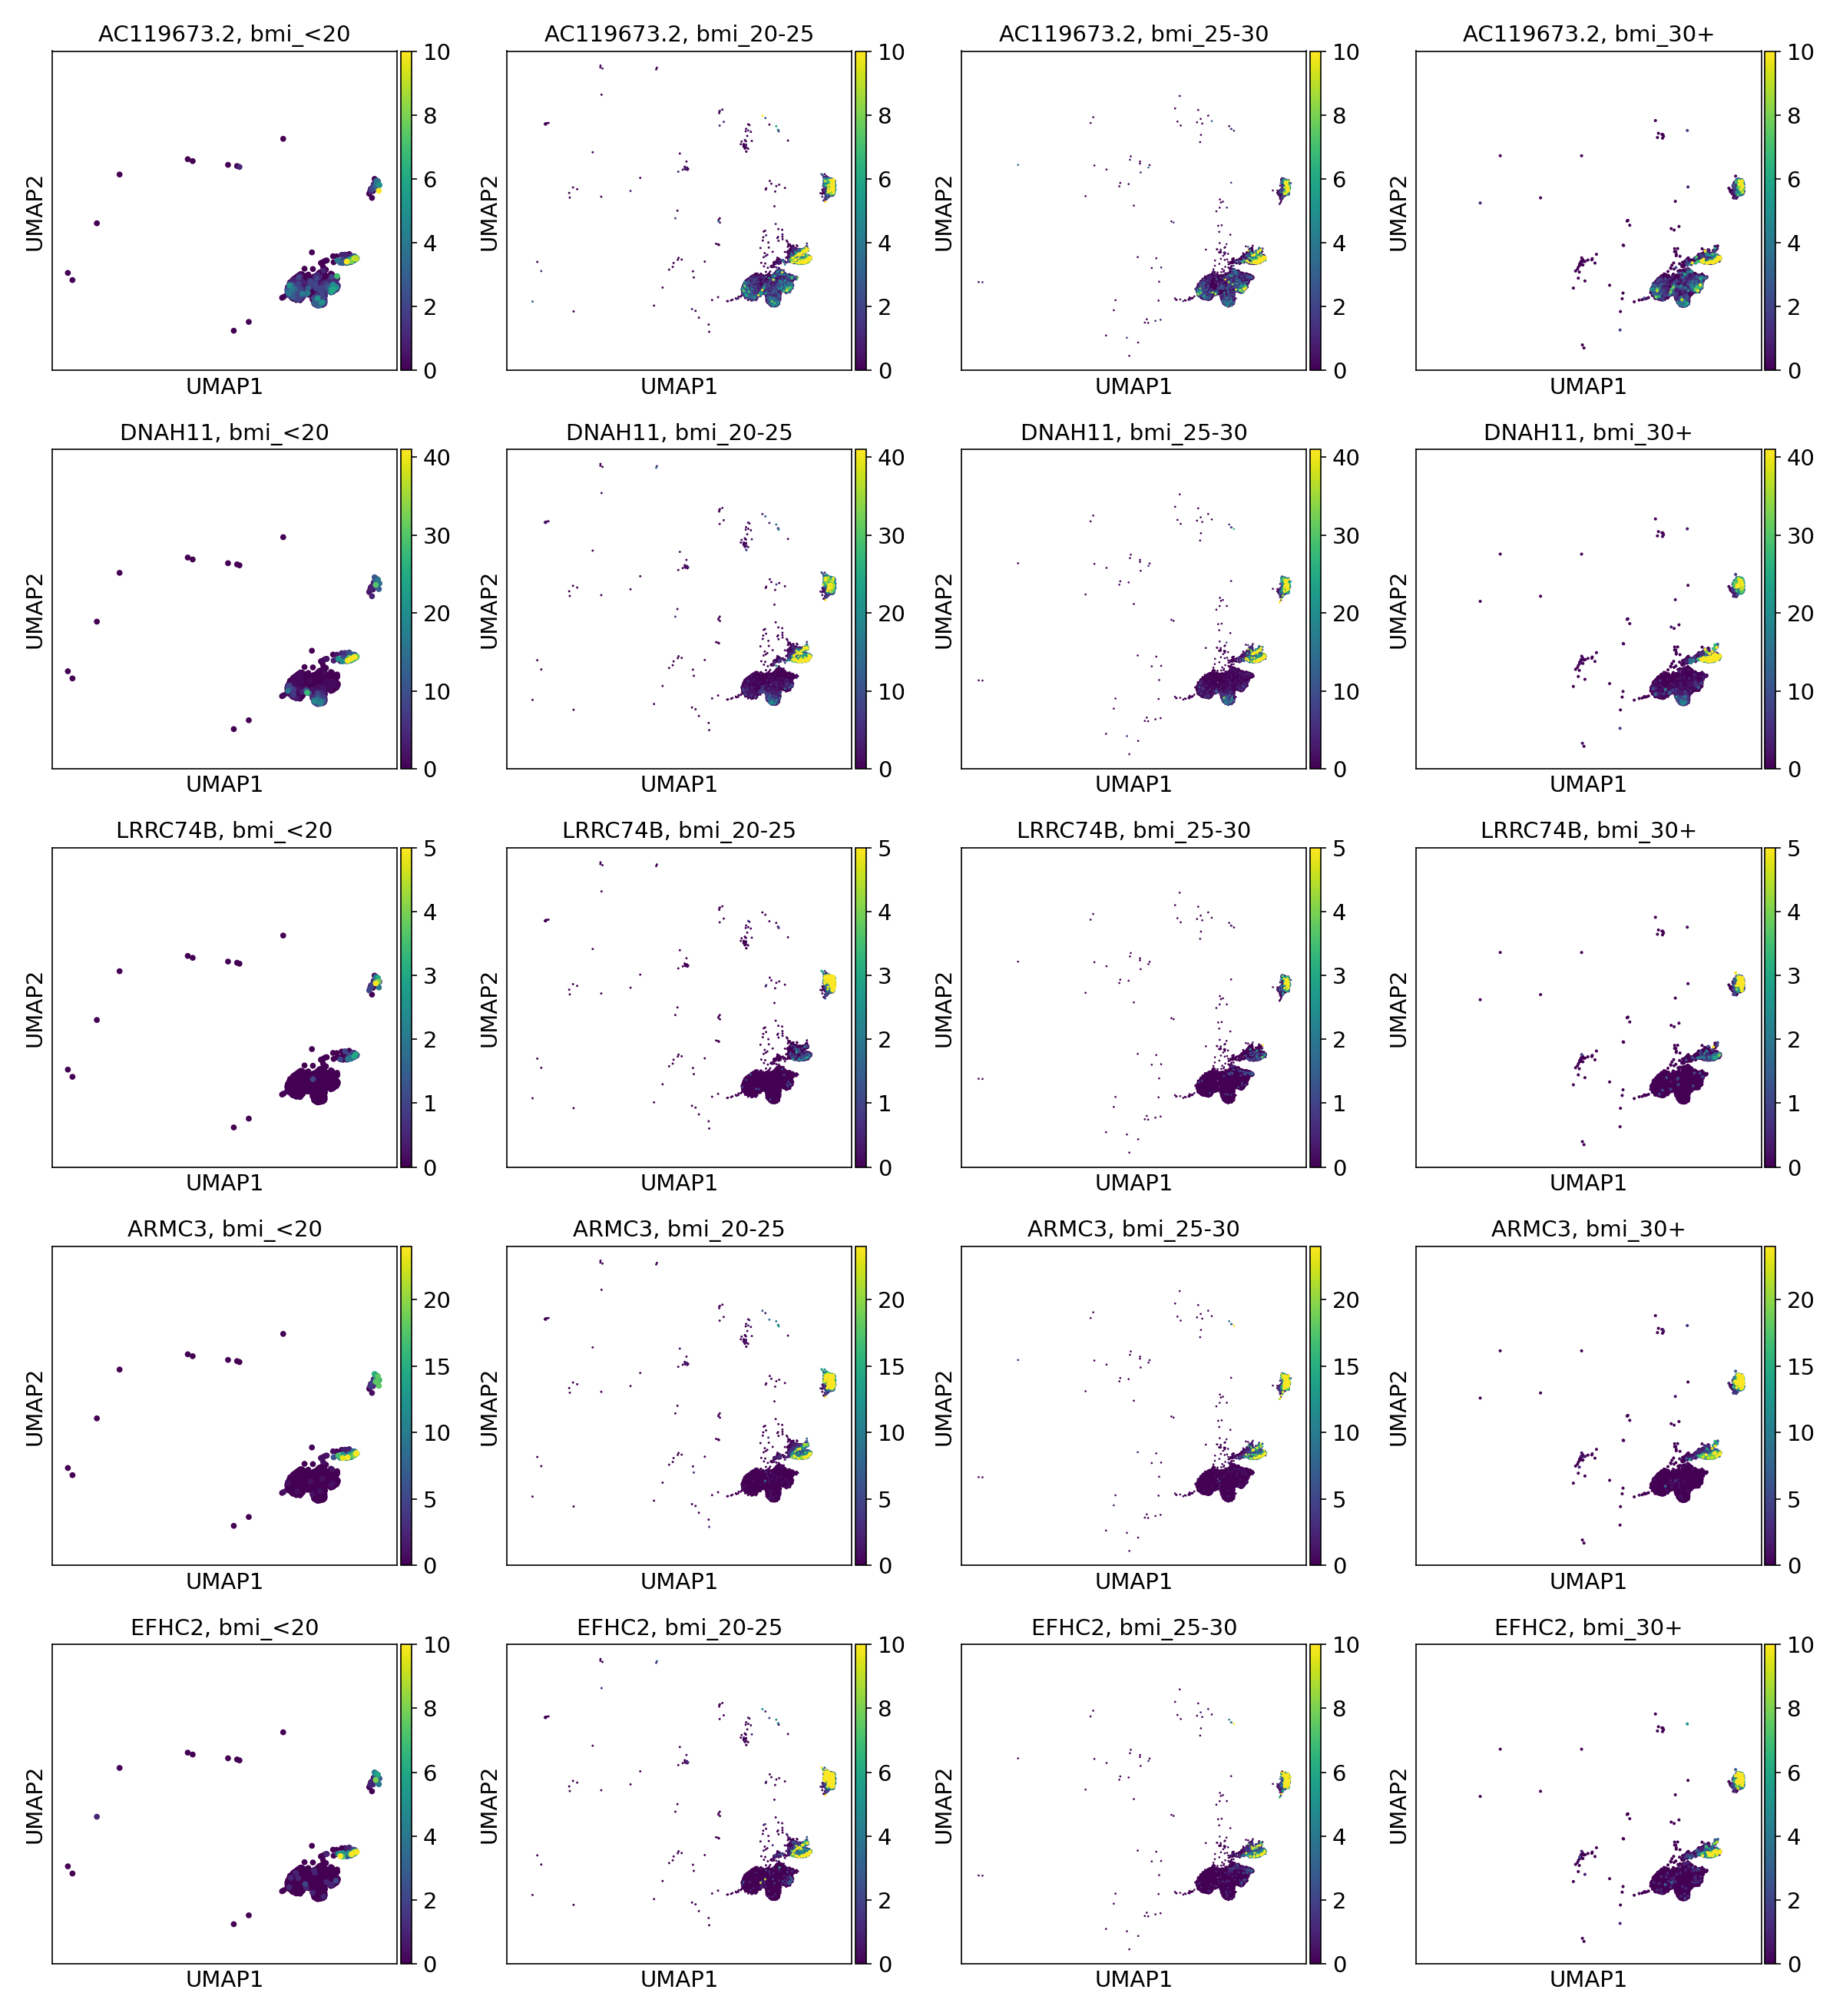 AC119673.2, bmi_<20
AC119673.2, bmi_20-25
AC119673.2, bmi_25-30
AC119673.2, bmi_30+
UMAP2
UMAP1
10
8
6
4
2
0
UMAP2
UMAP1
10
8
6
4
2
0
UMAP2
UMAP1
10
8
6
4
2
0
UMAP2
UMAP1
10
8
6
4
2
0
DNAH11, bmi_<20
DNAH11, bmi_20-25
DNAH11, bmi_25-30
DNAH11, bmi_30+
UMAP2
UMAP1
40
30
20
10
0
UMAP2
UMAP1
40
30
20
10
0
UMAP2
UMAP1
40
30
20
10
0
UMAP2
UMAP1
40
30
20
10
0
LRRC74B, bmi_<20
LRRC74B, bmi_20-25
LRRC74B, bmi_25-30
LRRC74B, bmi_30+
UMAP2
UMAP1
5
4
3
2
1
0
UMAP2
UMAP1
5
4
3
2
1
0
UMAP2
UMAP1
5
4
3
2
1
0
UMAP2
UMAP1
5
4
3
2
1
0
ARMC3, bmi_<20
ARMC3, bmi_20-25
ARMC3, bmi_25-30
ARMC3, bmi_30+
UMAP2
UMAP1
20
15
10
5
0
UMAP2
UMAP1
20
15
10
5
0
UMAP2
UMAP1
20
15
10
5
0
UMAP2
UMAP1
20
15
10
5
0
EFHC2, bmi_<20
EFHC2, bmi_20-25
EFHC2, bmi_25-30
EFHC2, bmi_30+
UMAP2
UMAP1
10
8
6
4
2
0
UMAP2
UMAP1
10
8
6
4
2
0
UMAP2
UMAP1
10
8
6
4
2
0
UMAP2
UMAP1
10
8
6
4
2
0